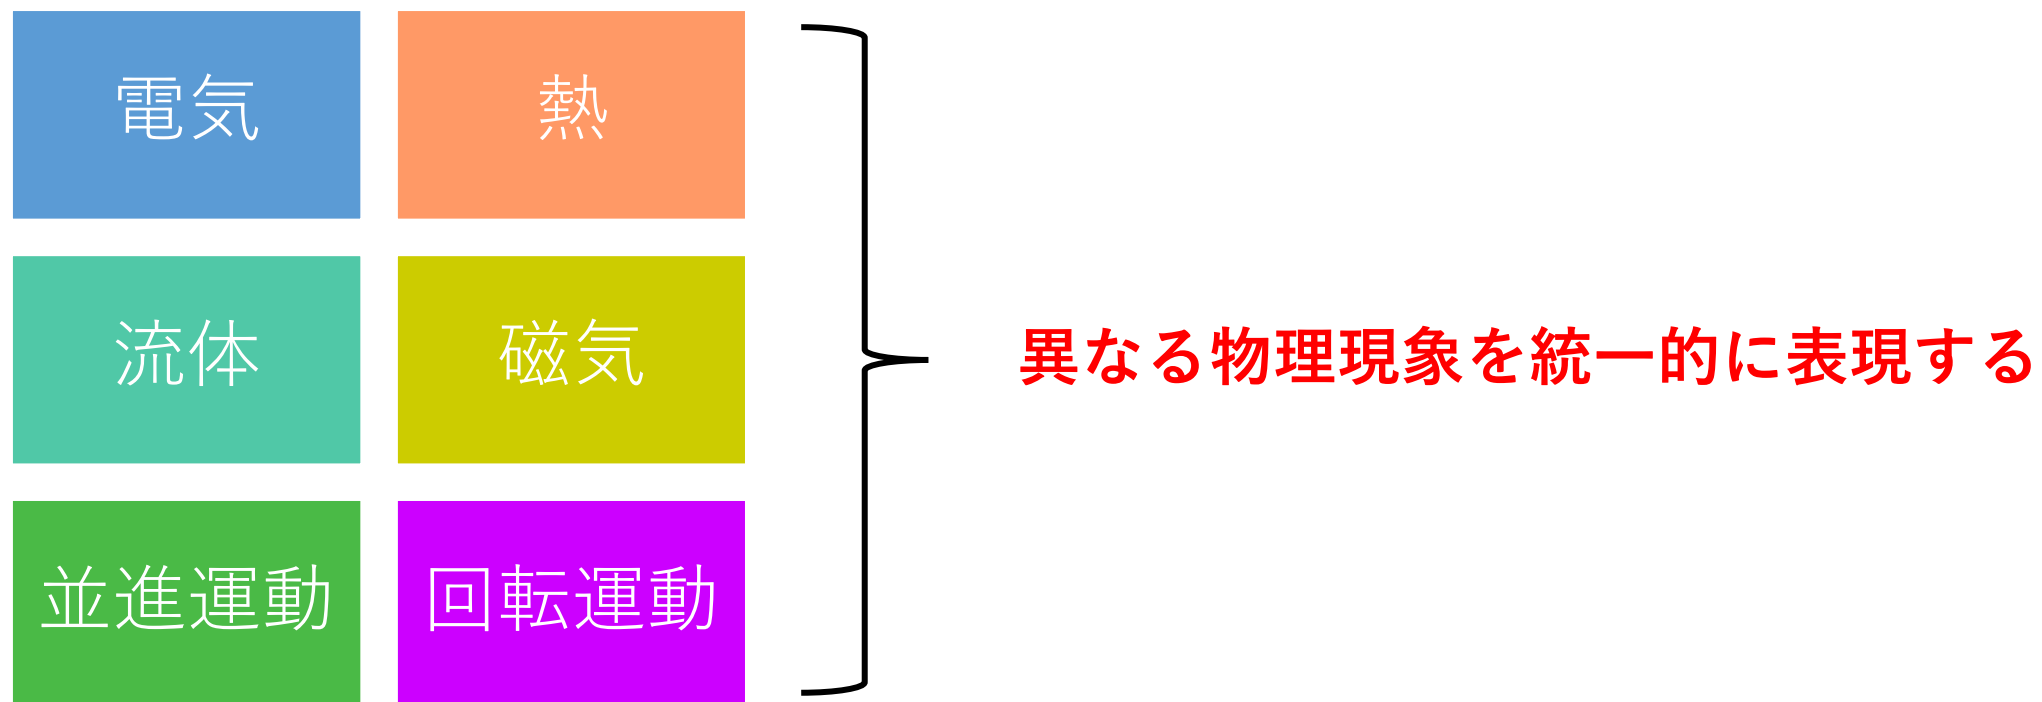 電気
熱
流体
磁気
並進運動
回転運動
異なる物理現象を統一的に表現する